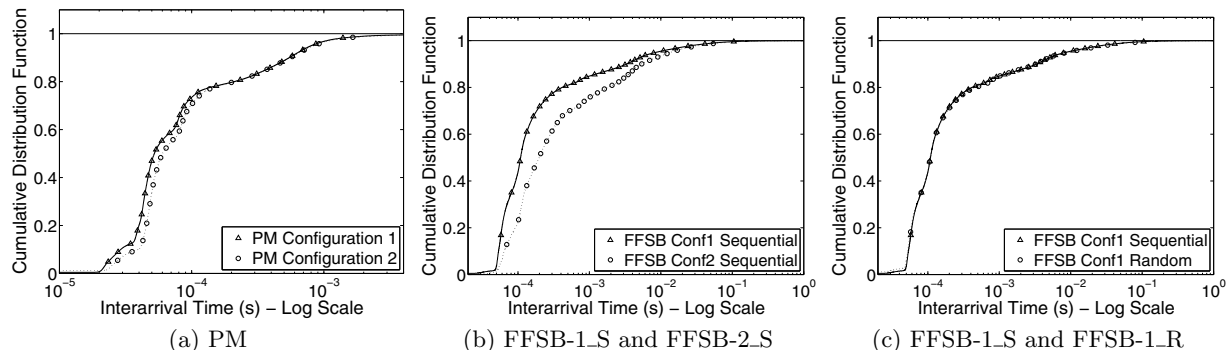 Cumulative Distribution Function
1
0.8
0.6
0.4
0.2
0
PM Configuration 1
PM Configuration 2
10^-5
10^-4
10^-3
Interarrival Time (s) – Log Scale
(a) PM
Cumulative Distribution Function
1
0.8
0.6
0.4
0.2
0
FFSB Conf1 Sequential
FFSB Conf2 Sequential
10^-4
10^-3
10^-2
10^-1
10^0
Interarrival Time (s) – Log Scale
(b) FFSB-1_S and FFSB-2_S
Cumulative Distribution Function
1
0.8
0.6
0.4
0.2
0
FFSB Conf1 Sequential
FFSB Conf1 Random
10^-4
10^-3
10^-2
10^-1
10^0
Interarrival Time (s) – Log Scale
(c) FFSB-1_S and FFSB-1_R